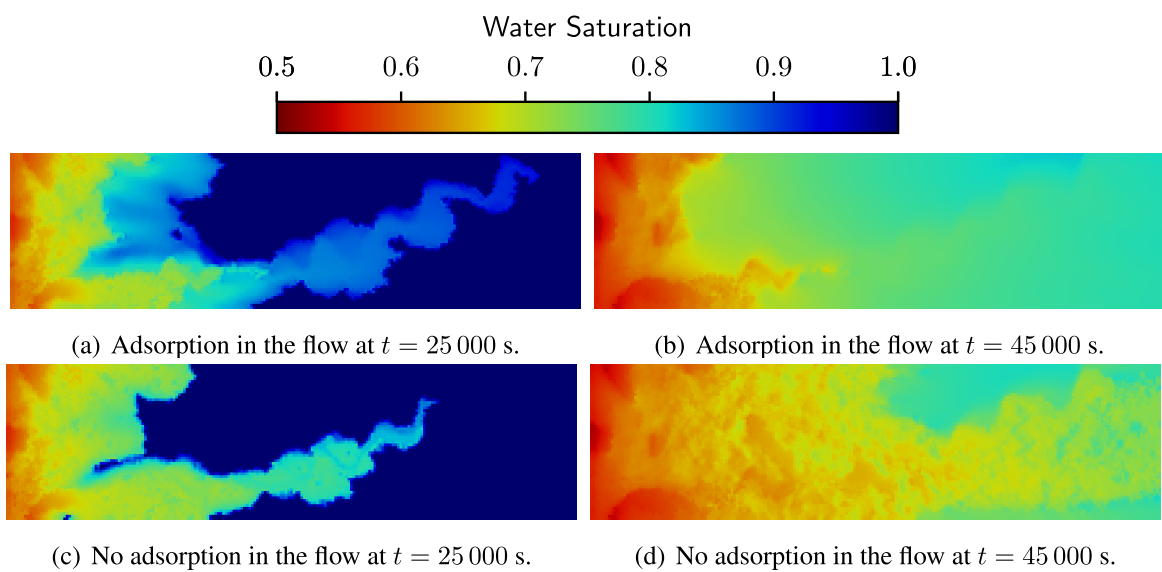 Water Saturation
0.5 0.6 0.7 0.8 0.9 1.0
(a) Adsorption in the flow at t = 25 000 s.
(b) Adsorption in the flow at t = 45 000 s.
(c) No adsorption in the flow at t = 25 000 s.
(d) No adsorption in the flow at t = 45 000 s.